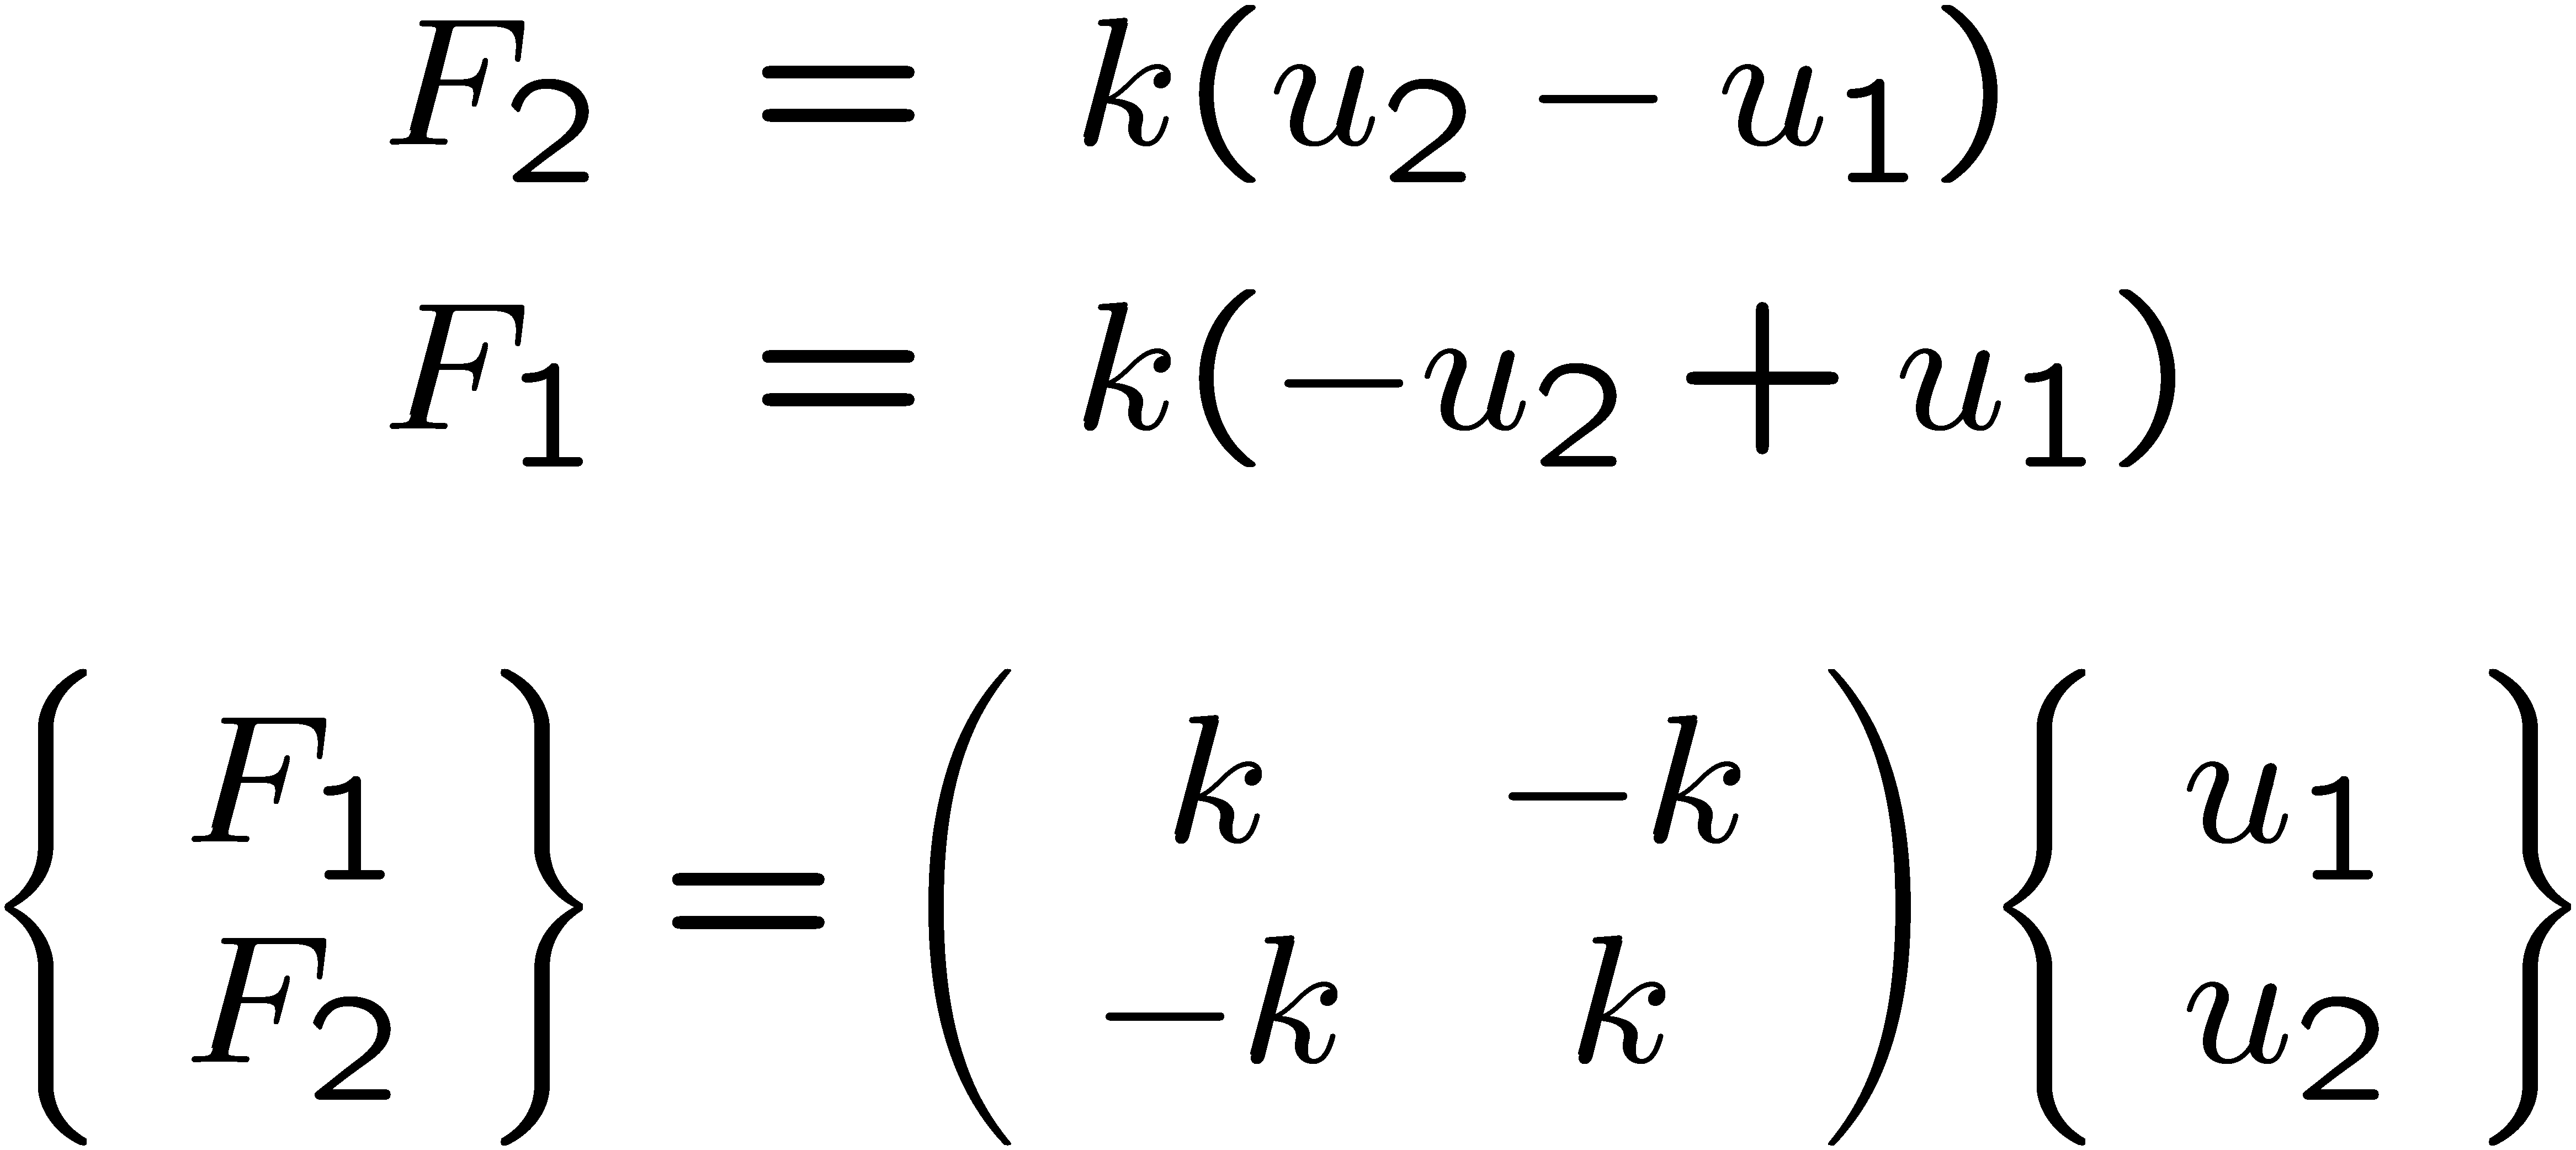 F₂ = k(u₂ − u₁)
F₁ = k(−u₂ + u₁)
{ F₁ } = ( k −k ) { u₁ }
{ F₂ } ( −k k ) { u₂ }